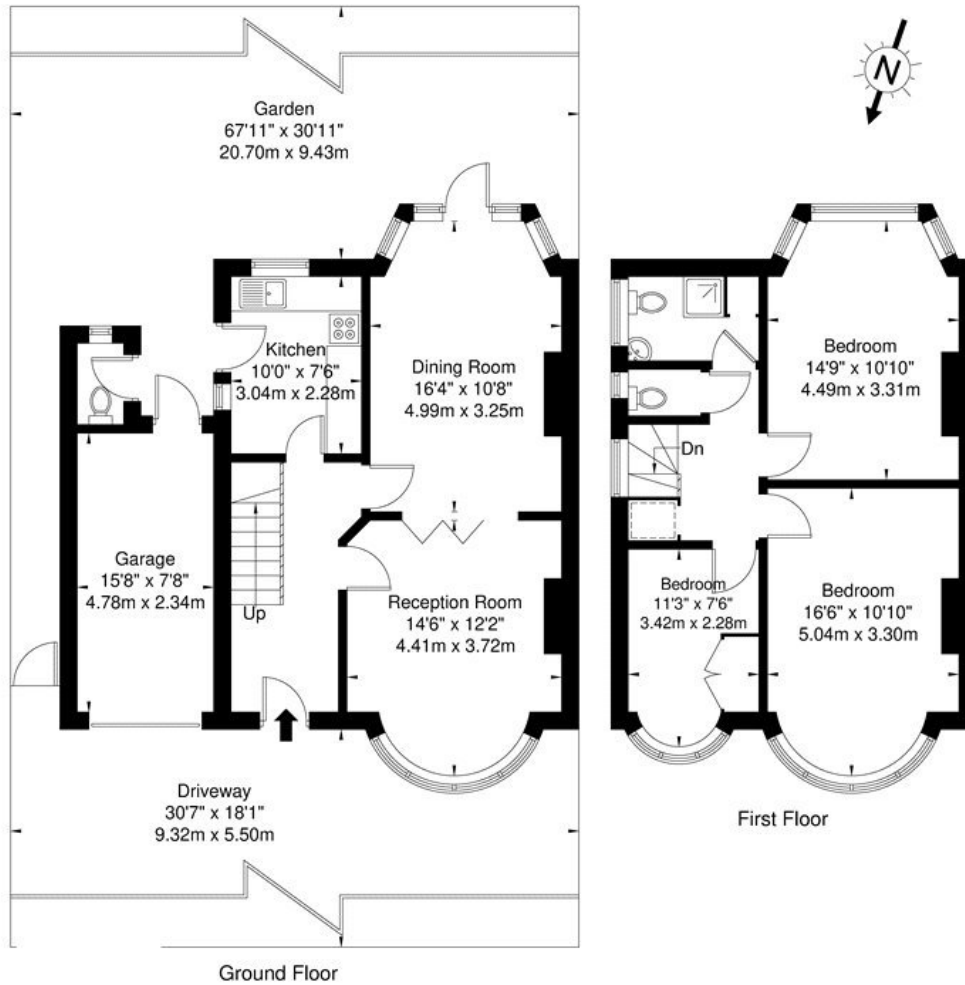 N
Garden
67'11" x 30'11"
20.70m x 9.43m
Kitchen
10'0" x 7'6"
3.04m x 2.28m
Dining Room
16'4" x 10'8"
4.99m x 3.25m
Garage
15'8" x 7'8"
4.78m x 2.34m
Up
Reception Room
14'6" x 12'2"
4.41m x 3.72m
Driveway
30'7" x 18'1"
9.32m x 5.50m
Ground Floor
Bedroom
14'9" x 10'10"
4.49m x 3.31m
Dn
Bedroom
11'3" x 7'6"
3.42m x 2.28m
Bedroom
16'6" x 10'10"
5.04m x 3.30m
First Floor